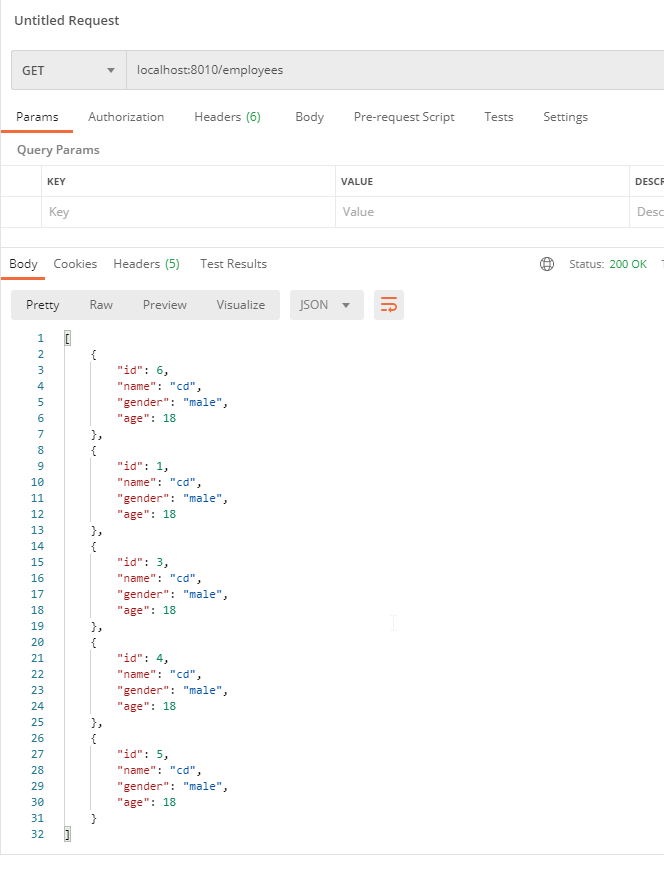 Untitled Request
GET localhost:8010/employees
Params Authorization Headers (6) Body Pre-request Script Tests Settings
Query Params
KEY VALUE DESCR
Key Value Desc
Body Cookies Headers (5) Test Results Status: 200 OK T
Pretty Raw Preview Visualize JSON
1 [
2 {
3 "id": 6,
4 "name": "cd",
5 "gender": "male",
6 "age": 18
7 },
8 {
9 "id": 1,
10 "name": "cd",
11 "gender": "male",
12 "age": 18
13 },
14 {
15 "id": 3,
16 "name": "cd",
17 "gender": "male",
18 "age": 18
19 },
20 {
21 "id": 4,
22 "name": "cd",
23 "gender": "male",
24 "age": 18
25 },
26 {
27 "id": 5,
28 "name": "cd",
29 "gender": "male",
30 "age": 18
31 }
32 ]